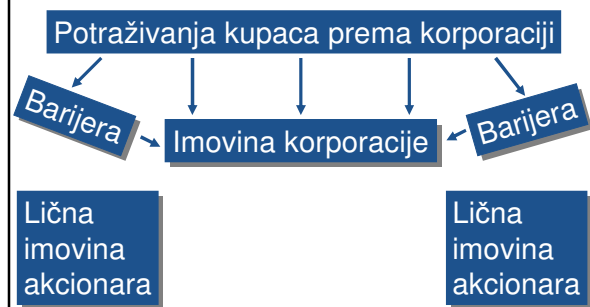 Potraživanja kupaca prema korporaciji
Barijera
Imovina korporacije
Barijera
Lična
imovina
akcionara
Lična
imovina
akcionara